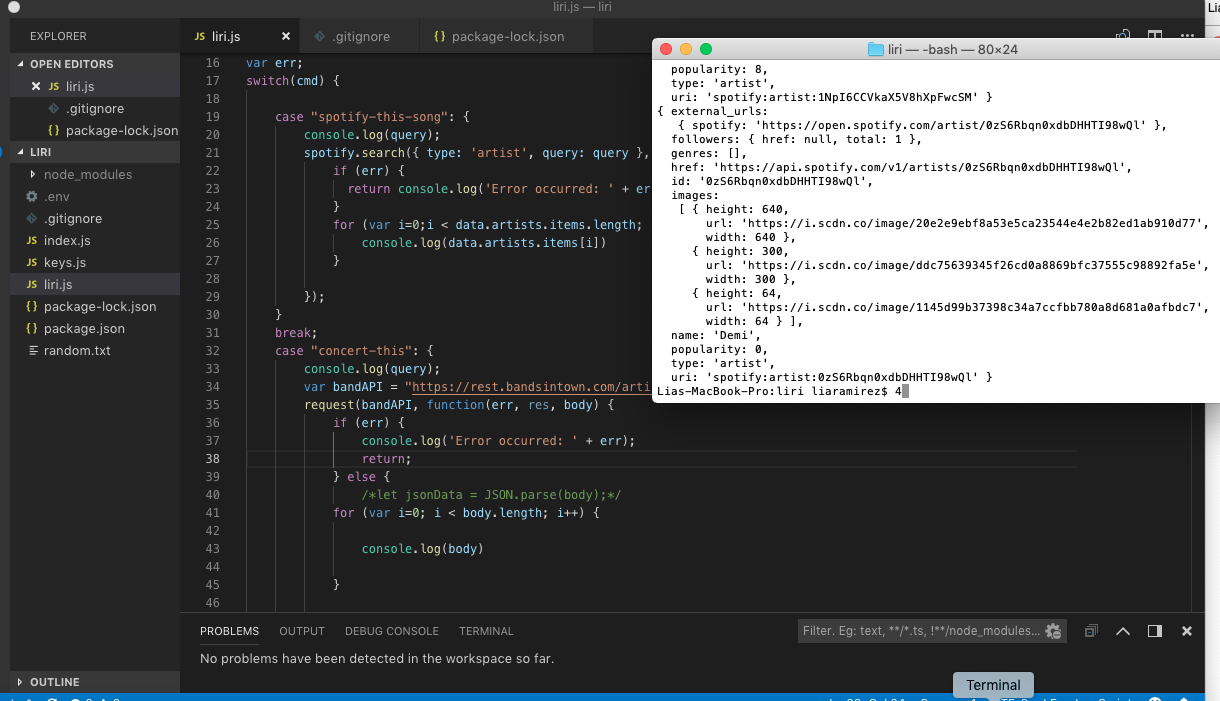 liri.js — liri
Lia
EXPLORER
OPEN EDITORS
JS liri.js
.gitignore
{} package-lock.json
LIRI
node_modules
.env
.gitignore
JS index.js
JS keys.js
JS liri.js
{} package-lock.json
{} package.json
random.txt
OUTLINE
JS liri.js
.gitignore
{} package-lock.json
16 var err;
17 switch(cmd) {
18
19 case "spotify-this-song": {
20 console.log(query);
21 spotify.search({ type: 'artist', query: query },
22 if (err) {
23 return console.log('Error occurred: ' + er
24 }
25 for (var i=0;i < data.artists.items.length;
26 console.log(data.artists.items[i])
27 }
28
29 });
30 }
31 break;
32 case "concert-this": {
33 console.log(query);
34 var bandAPI = "https://rest.bandsintown.com/arti
35 request(bandAPI, function(err, res, body) {
36 if (err) {
37 console.log('Error occurred: ' + err);
38 return;
39 } else {
40 /*let jsonData = JSON.parse(body);*/
41 for (var i=0; i < body.length; i++) {
42
43 console.log(body)
44
45 }
46
liri — -bash — 80×24
popularity: 8,
type: 'artist',
uri: 'spotify:artist:1NpI6CCVkaX5V8hXpFwcSM' }
{ external_urls:
{ spotify: 'https://open.spotify.com/artist/0zS6Rbqn0xdbDHHTI98wQl' },
followers: { href: null, total: 1 },
genres: [],
href: 'https://api.spotify.com/v1/artists/0zS6Rbqn0xdbDHHTI98wQl',
id: '0zS6Rbqn0xdbDHHTI98wQl',
images:
[ { height: 640,
url: 'https://i.scdn.co/image/20e2e9ebf8a53e5ca23544e4e2b82ed1ab910d77',
width: 640 },
{ height: 300,
url: 'https://i.scdn.co/image/ddc75639345f26cd0a8869bfc37555c98892fa5e',
width: 300 },
{ height: 64,
url: 'https://i.scdn.co/image/1145d99b37398c34a7ccfbb780a8d681a0afbdc7',
width: 64 } ],
name: 'Demi',
popularity: 0,
type: 'artist',
uri: 'spotify:artist:0zS6Rbqn0xdbDHHTI98wQl' }
Lias-MacBook-Pro:liri liaramirez$ 4
PROBLEMS OUTPUT DEBUG CONSOLE TERMINAL
Filter. Eg: text, **/*.ts, !**/node_modules...
No problems have been detected in the workspace so far.
Terminal